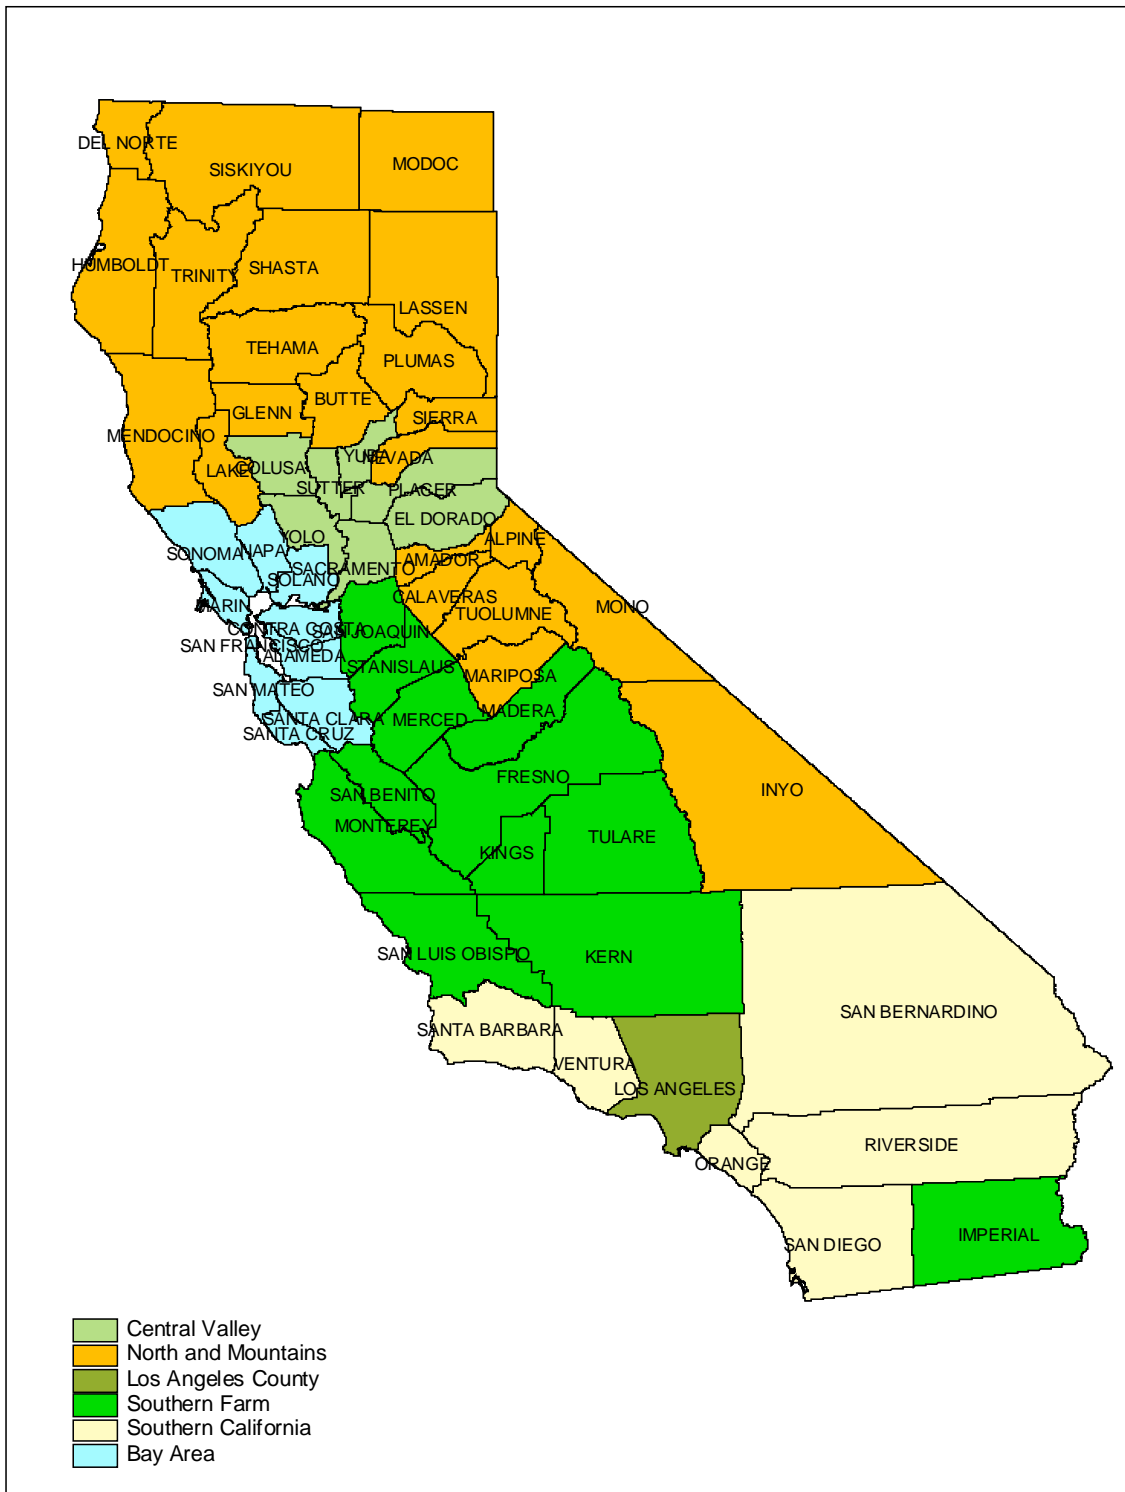 DEL NORTE
SISKIYOU
MODOC
HUMBOLDT
TRINITY
SHASTA
LASSEN
TEHAMA
PLUMAS
BUTTE
GLENN
SIERRA
MENDOCINO
LAKE
COLUSA
YUBA
NEVADA
SUTTER
PLACER
EL DORADO
YOLO
ALPINE
SONOMA
NAPA
SACRAMENTO
AMADOR
SOLANO
CALAVERAS
MARIN
TUOLUMNE
MONO
CONTRA COSTA
SAN JOAQUIN
SAN FRANCISCO
ALAMEDA
STANISLAUS
MARIPOSA
SAN MATEO
MADERA
SANTA CLARA
MERCED
SANTA CRUZ
FRESNO
INYO
SAN BENITO
MONTEREY
TULARE
KINGS
SAN LUIS OBISPO
KERN
SAN BERNARDINO
SANTA BARBARA
VENTURA
LOS ANGELES
RIVERSIDE
ORANGE
IMPERIAL
SAN DIEGO
Central Valley
North and Mountains
Los Angeles County
Southern Farm
Southern California
Bay Area